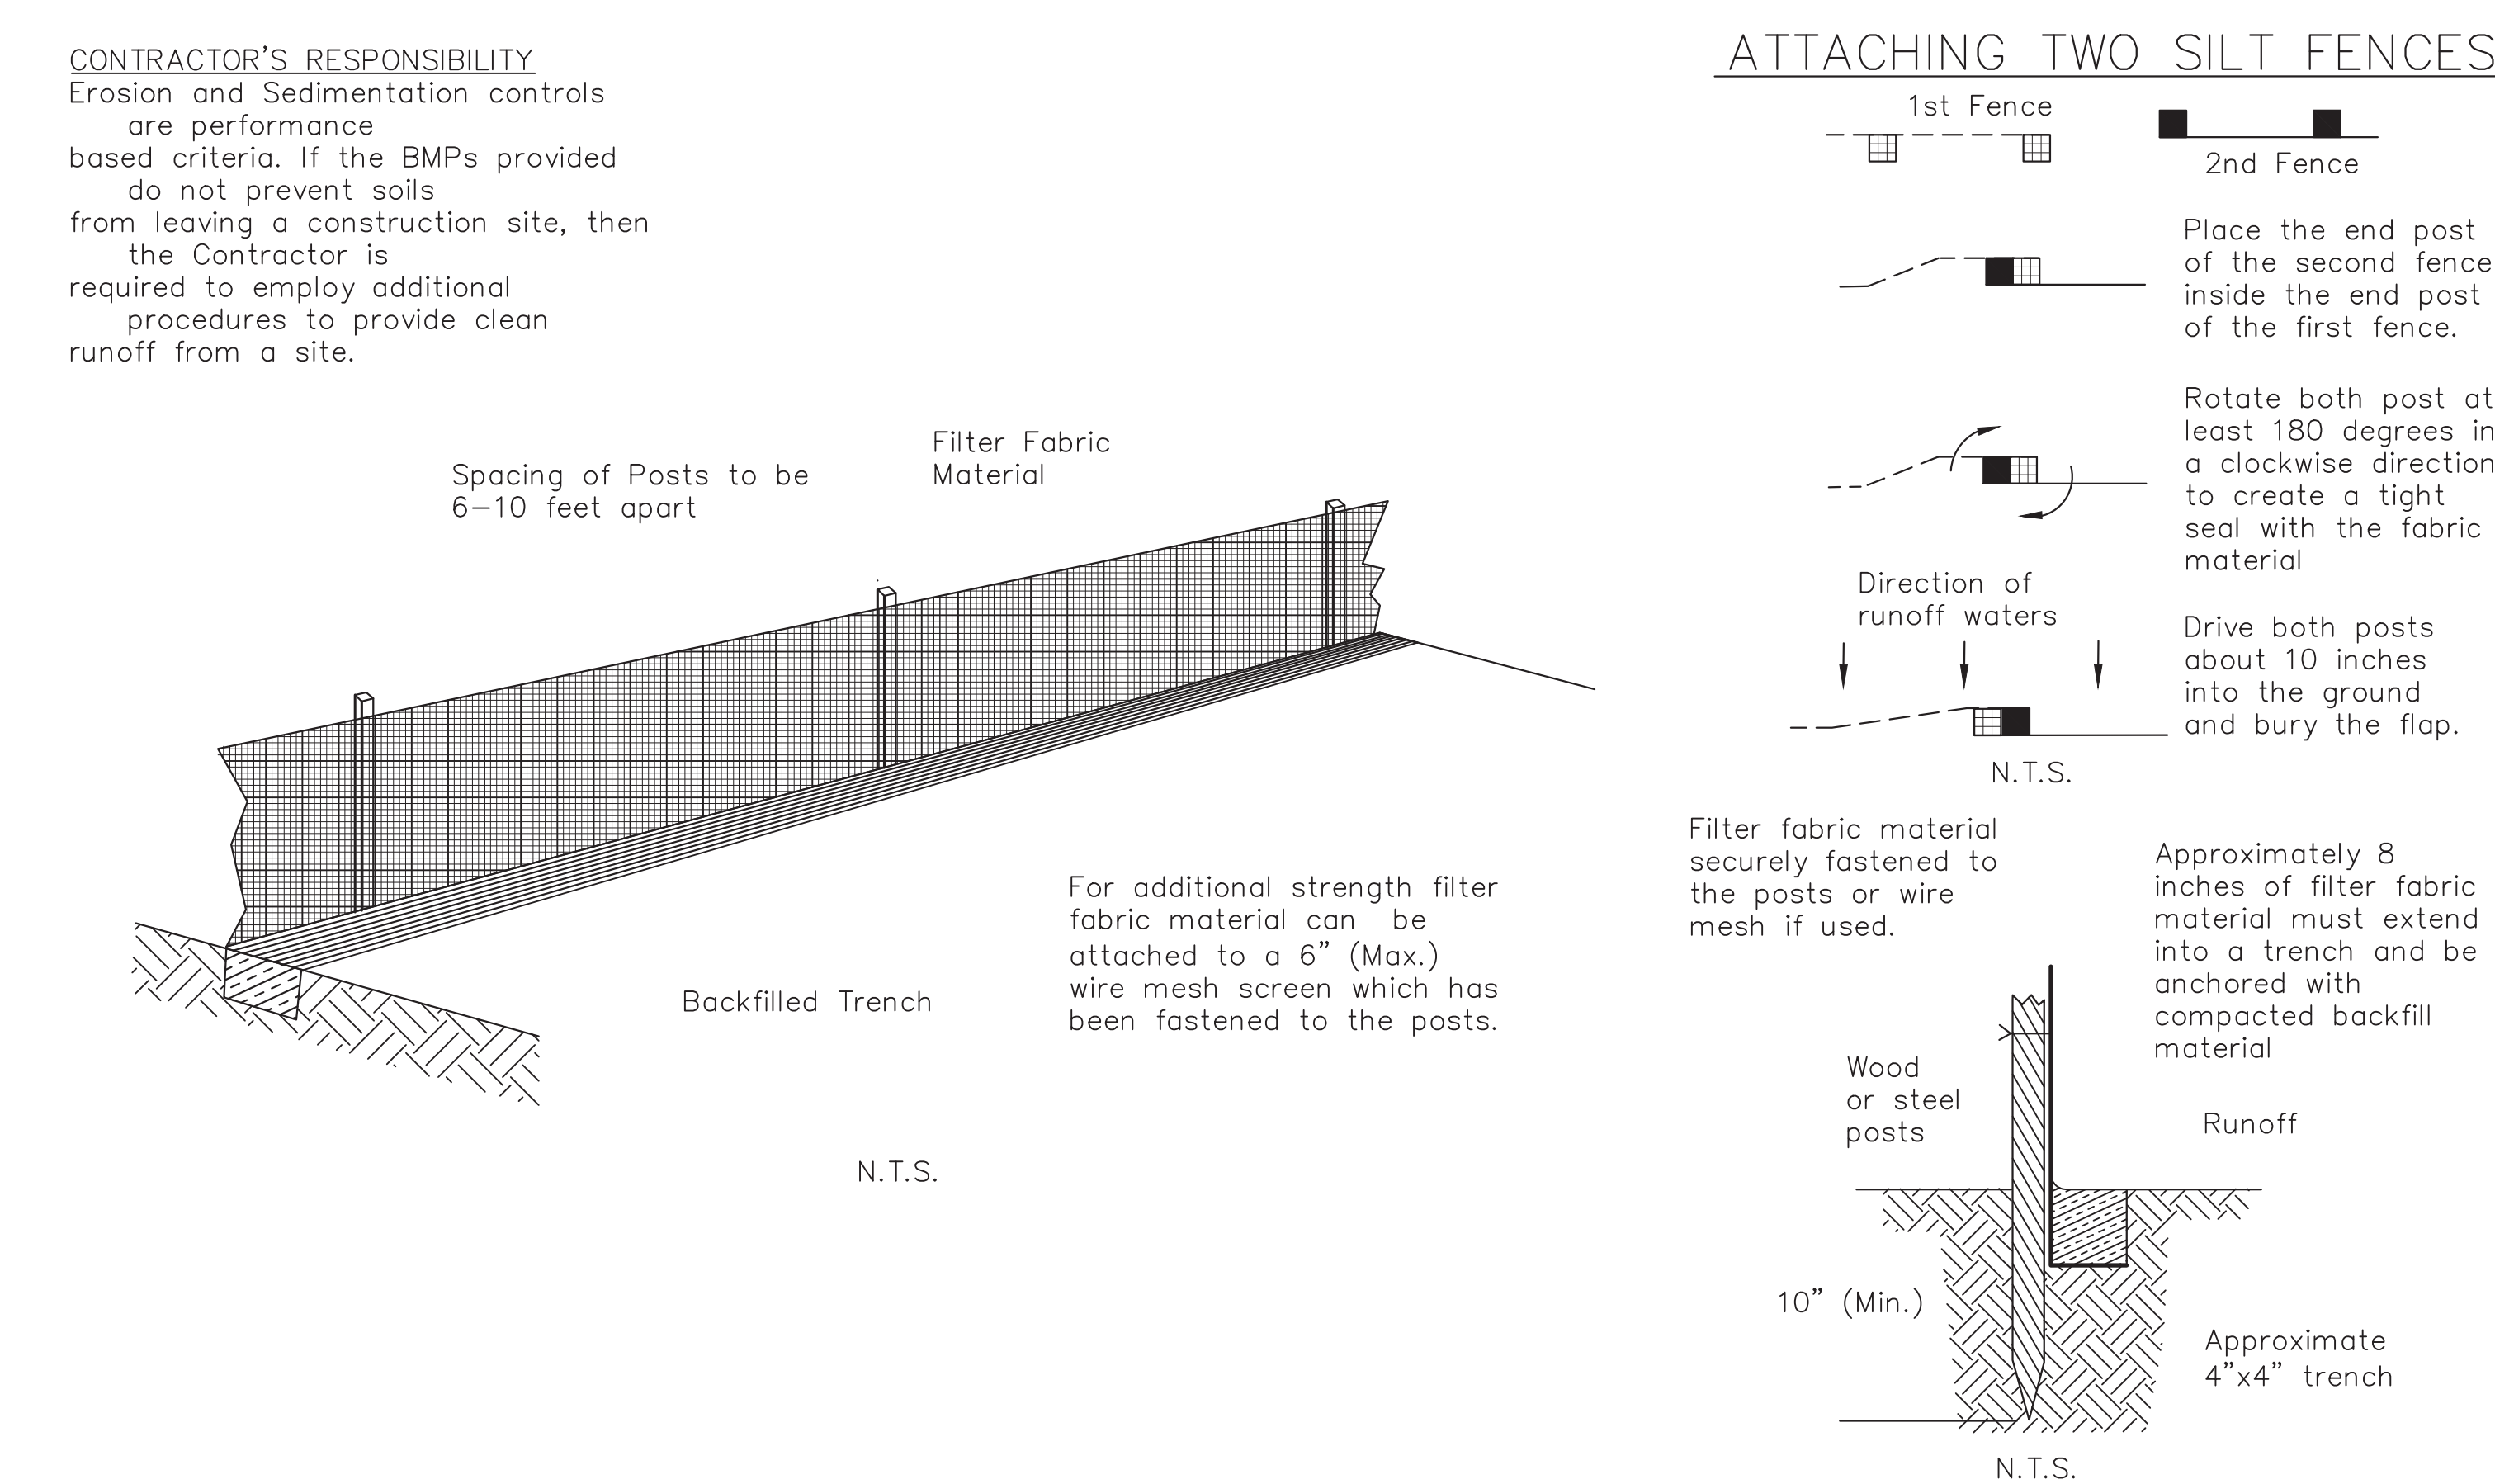 CONTRACTOR'S RESPONSIBILITY
Erosion and Sedimentation controls
are performance
based criteria. If the BMPs provided
do not prevent soils
from leaving a construction site, then
the Contractor is
required to employ additional
procedures to provide clean
runoff from a site.
Spacing of Posts to be
6–10 feet apart
Filter Fabric
Material
Backfilled Trench
For additional strength filter
fabric material can be
attached to a 6” (Max.)
wire mesh screen which has
been fastened to the posts.
N.T.S.
ATTACHING TWO SILT FENCES
1st Fence
2nd Fence
Place the end post
of the second fence
inside the end post
of the first fence.
Rotate both post at
least 180 degrees in
a clockwise direction
to create a tight
seal with the fabric
material
Direction of
runoff waters
Drive both posts
about 10 inches
into the ground
and bury the flap.
N.T.S.
Filter fabric material
securely fastened to
the posts or wire
mesh if used.
Approximately 8
inches of filter fabric
material must extend
into a trench and be
anchored with
compacted backfill
material
Wood
or steel
posts
Runoff
10” (Min.)
Approximate
4”x4” trench
N.T.S.